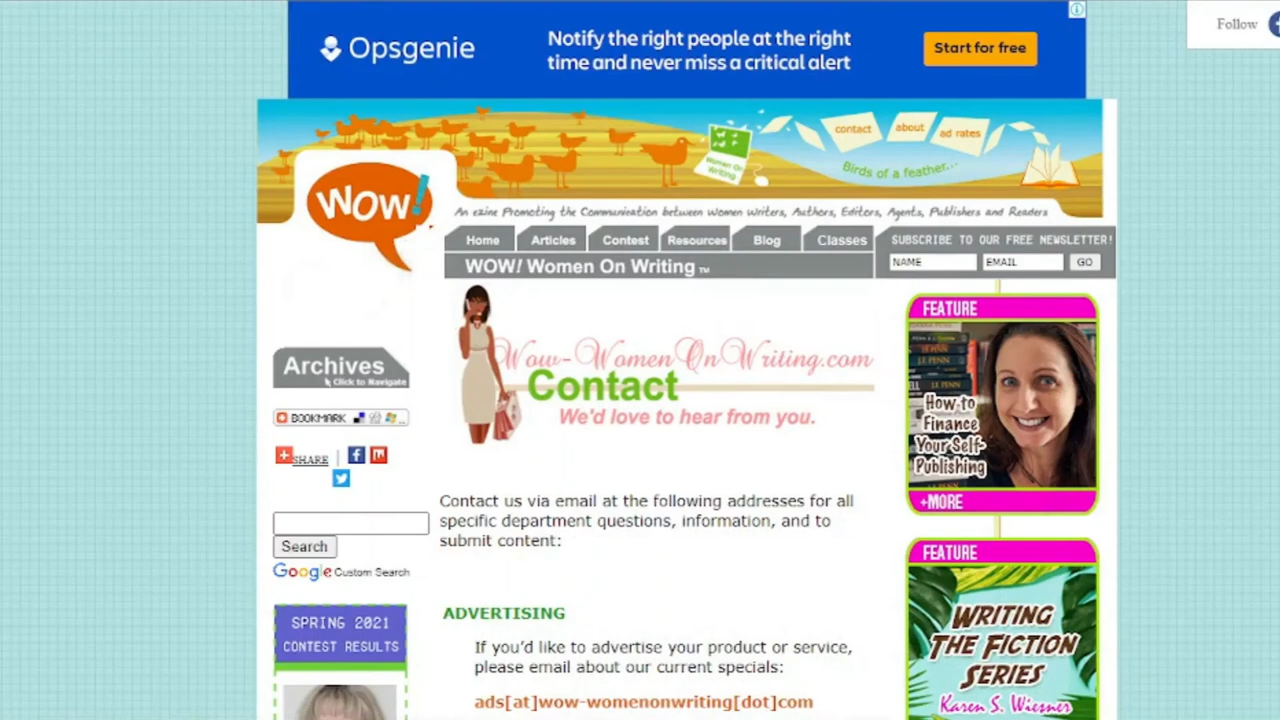 Opsgenie
Notify the right people at the right
time and never miss a critical alert
Start for free
Follow
contact
about
ad rates
Women On
Writing
Birds of a feather...
WOW!
An ezine Promoting the Communication between Women Writers, Authors, Editors, Agents, Publishers and Readers
Home
Articles
Contest
Resources
Blog
Classes
SUBSCRIBE TO OUR FREE NEWSLETTER!
WOW! Women On Writing TM
NAME
EMAIL
GO
Wow-WomenOnWriting.com
Contact
We'd love to hear from you.
Archives
Click to Navigate
BOOKMARK
SHARE
Search
Google Custom Search
SPRING 2021
CONTEST RESULTS
Contact us via email at the following addresses for all
specific department questions, information, and to
submit content:
ADVERTISING
If you'd like to advertise your product or service,
please email about our current specials:
ads[at]wow-womenonwriting[dot]com
FEATURE
How to
Finance
Your Self-
Publishing
+MORE
FEATURE
WRITING
THE FICTION
SERIES
Karen S. Wiesner